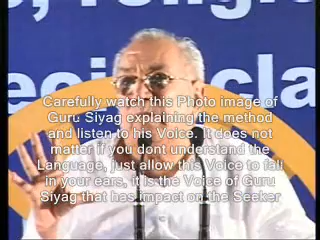 Carefully watch this Photo image of
Guru Siyag explaining the method
and listen to his Voice. It does not
matter if you dont understand the
Language, just allow this Voice to fall
in your ears, it is the Voice of Guru
Siyag that has impact on the Seeker